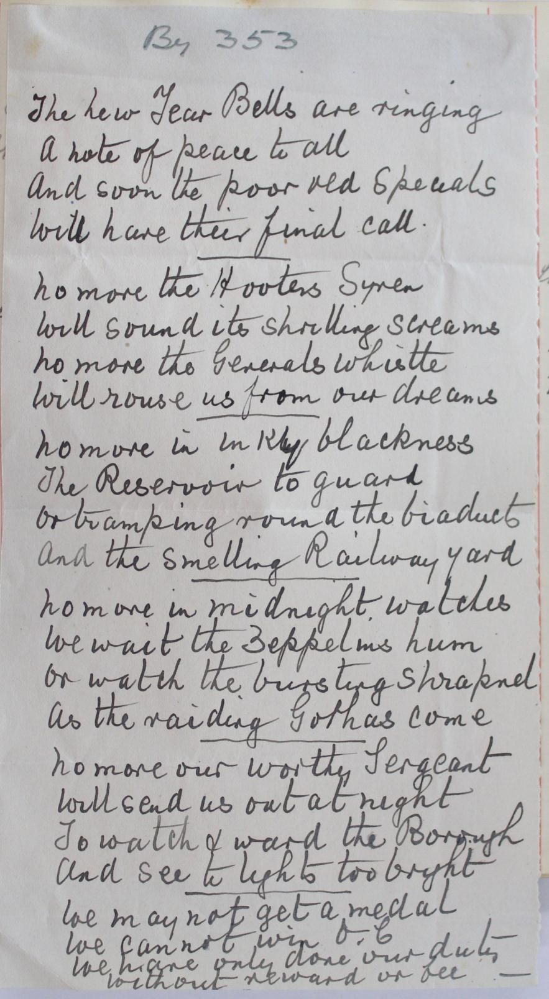 By 353
The New Year Bells are ringing
A note of peace to all
And soon the poor old Specials
Will have their final call.
No more the Hooters Syren
Will sound its shrilling screams
No more the Generals whistle
Will rouse us from our dreams
No more in inkly blackness
The Reservoir to guard
Or tramping round the viaducts
And the smelling Railway yard
No more in midnight watches
We wait the Zeppelins hum
Or watch the bursting shrapnel
As the raiding Gothas come
No more our worthy Sergeant
Will send us out at night
To watch & ward the Borough
And see to lights too bright
We may not get a medal
We cannot win V.C
We have only done our duty
without reward or fee —